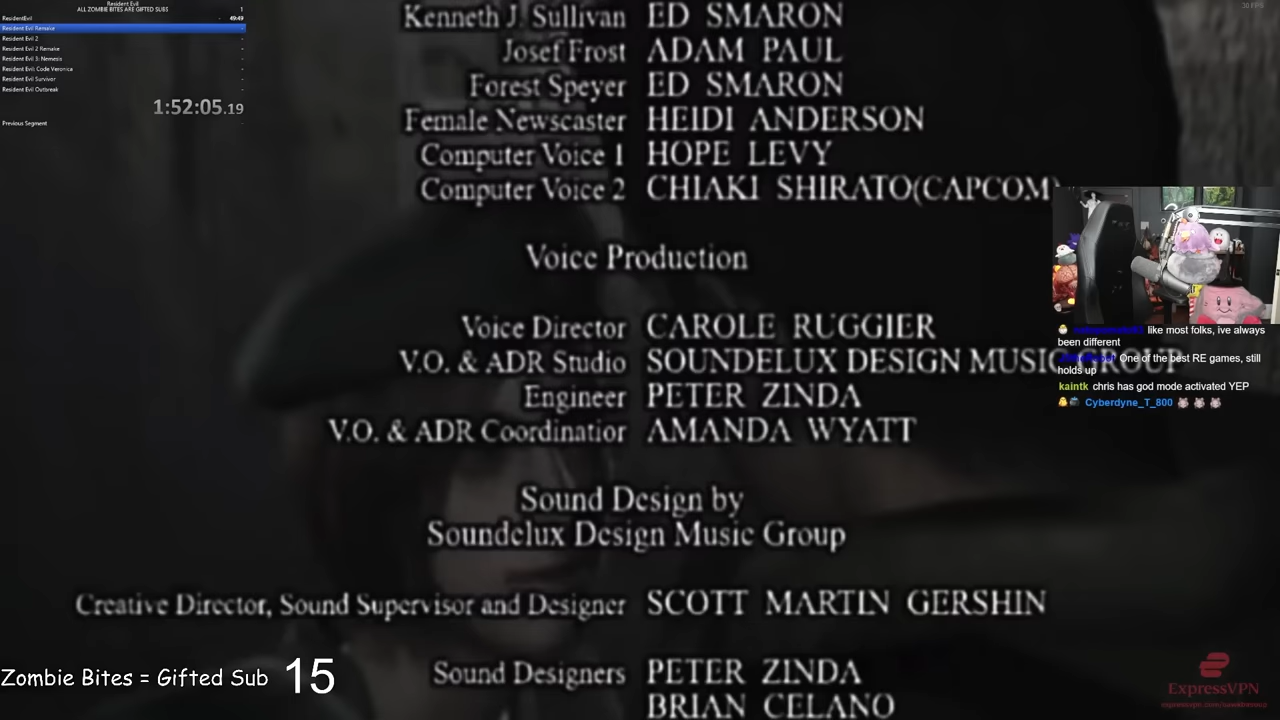 Resident Evil
ALL ZOMBIE BITES ARE GIFTED SUBS 1
ResidentEvil - 49:49
Resident Evil Remake -
Resident Evil 2 -
Resident Evil 2 Remake -
Resident Evil 3: Nemesis -
Resident Evil: Code Veronica -
Resident Evil Survivor -
Resident Evil Outbreak -
1:52:05.19
Previous Segment -
30 FPS
Kenneth J. Sullivan ED SMARON
Josef Frost ADAM PAUL
Forest Speyer ED SMARON
Female Newscaster HEIDI ANDERSON
Computer Voice 1 HOPE LEVY
Computer Voice 2 CHIAKI SHIRATO(CAPCOM)
Voice Production
Voice Director CAROLE RUGGIER
V.O. & ADR Studio SOUNDELUX DESIGN MUSIC GROUP
Engineer PETER ZINDA
V.O. & ADR Coordinatior AMANDA WYATT
Sound Design by
Soundelux Design Music Group
Creative Director, Sound Supervisor and Designer SCOTT MARTIN GERSHIN
Sound Designers PETER ZINDA
BRIAN CELANO
like most folks, ive always
been different
One of the best RE games, still
holds up
kaintk chris has god mode activated YEP
Cyberdyne_T_800
Zombie Bites = Gifted Sub 15
ExpressVPN